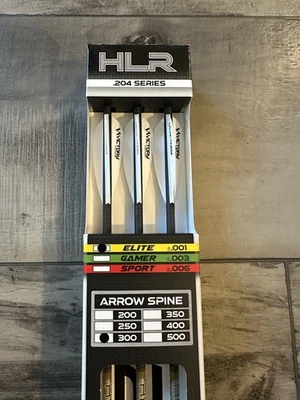 HLR
.204 SERIES
VICTORY VICTORY
ELITE ±.001
GAMER ±.003
SPORT ±.006
ARROW SPINE
200 350
250 400
300 500